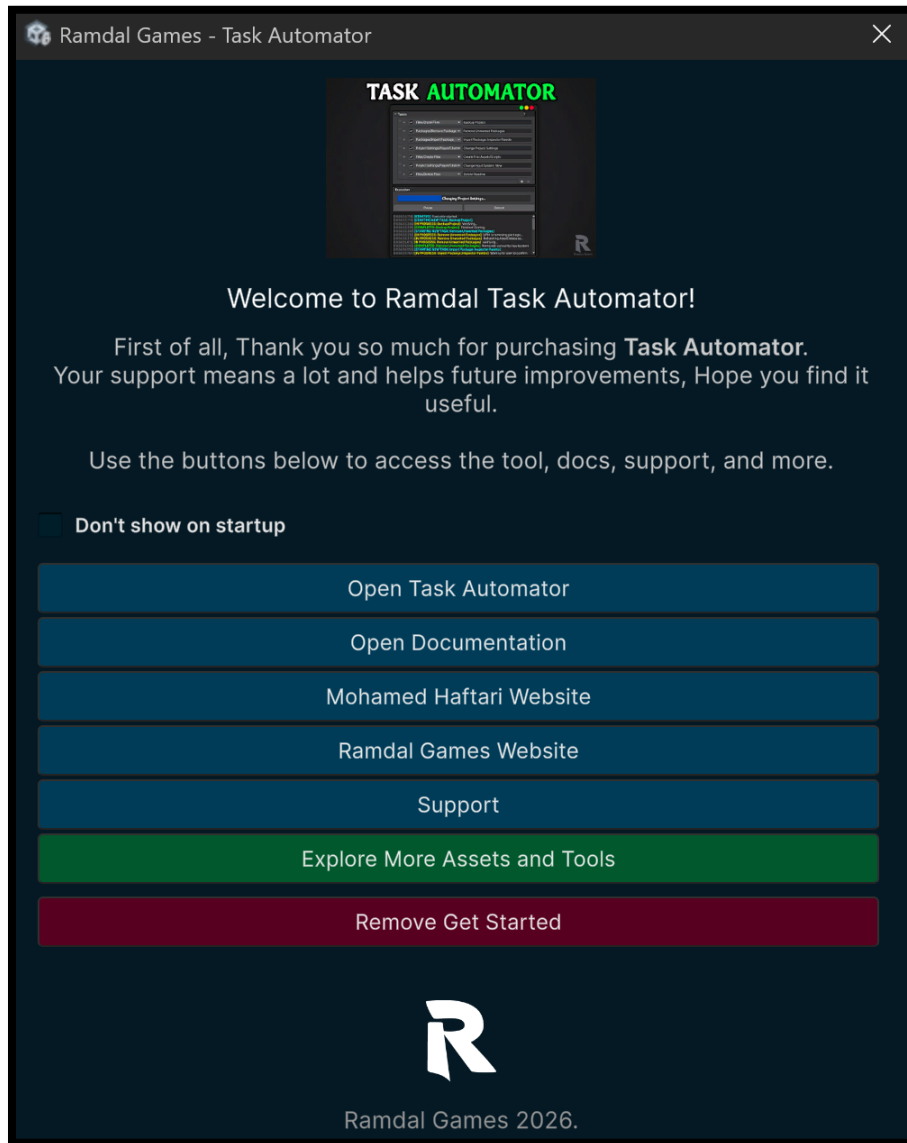 Ramdal Games - Task Automator
TASK AUTOMATOR
Changing Project Settings...
Welcome to Ramdal Task Automator!
First of all, Thank you so much for purchasing Task Automator.
Your support means a lot and helps future improvements, Hope you find it
useful.
Use the buttons below to access the tool, docs, support, and more.
Don't show on startup
Open Task Automator
Open Documentation
Mohamed Haftari Website
Ramdal Games Website
Support
Explore More Assets and Tools
Remove Get Started
Ramdal Games 2026.